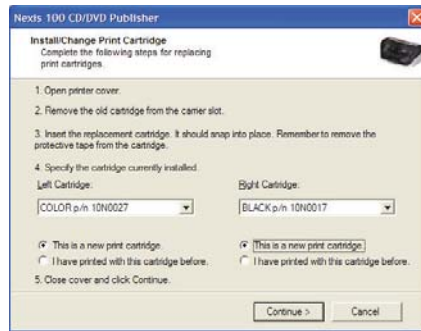 Nexis 100 CD/DVD Publisher
Install/Change Print Cartridge
Complete the following steps for replacing
print cartridges.
1. Open printer cover.
2. Remove the old cartridge from the carrier slot.
3. Insert the replacement cartridge. It should snap into place. Remember to remove the
protective tape from the cartridge.
4. Specify the cartridge currently installed.
Left Cartridge: Right Cartridge:
COLOR p/n 10N0027 BLACK p/n 10N0017
This is a new print cartridge. This is a new print cartridge.
I have printed with this cartridge before. I have printed with this cartridge before.
5. Close cover and click Continue.
Continue > Cancel